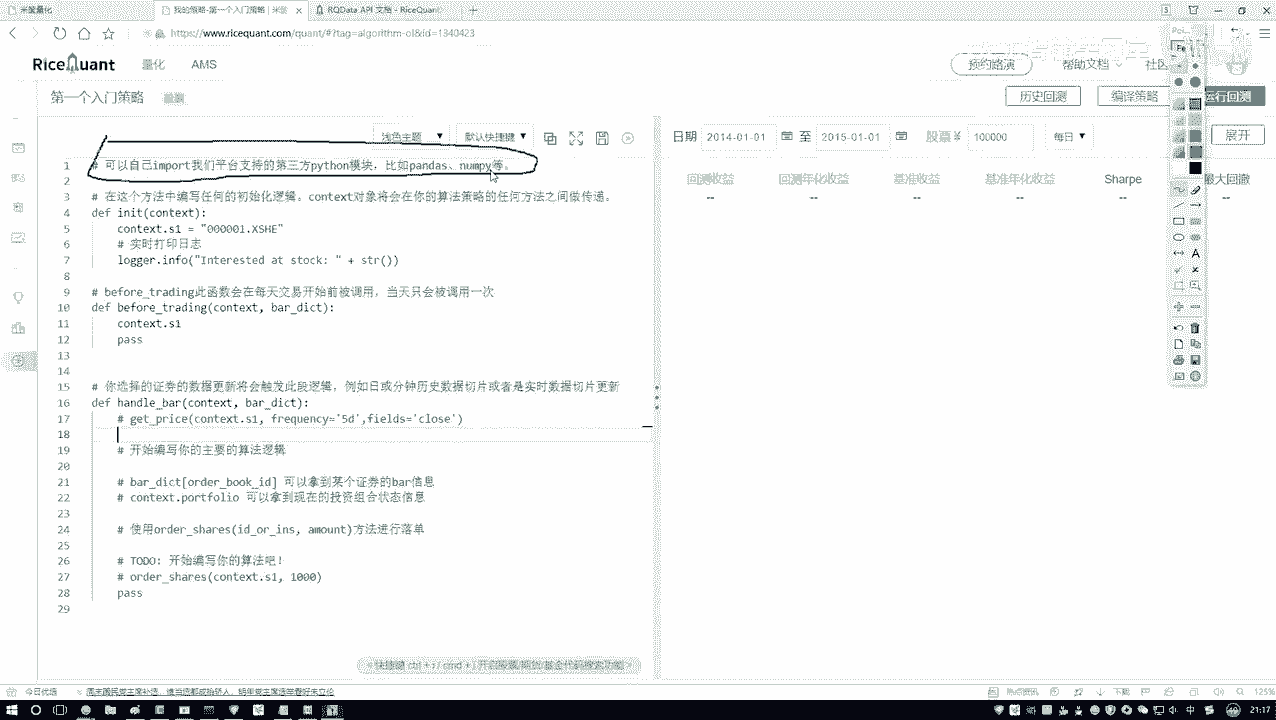 米筐量化
我的策略-第一个入门策略 | 米筐
RQData API 文档 - RiceQuant
https://www.ricequant.com/quant/#?tag=algorithm-ol&id=1340423
RiceQuant
量化
AMS
预约路演
帮助文档
社区
第一个入门策略
历史回测
编译策略
运行回测
浅色主题
默认快捷键
日期 2014-01-01 至 2015-01-01 股票 ¥ 100000 每日
展开
回测收益 回测年化收益 基准收益 基准年化收益 Sharpe 最大回撤
-- -- -- -- -- --
1 # 可以自己import我们平台支持的第三方python模块，比如pandas、numpy等。
2
3 # 在这个方法中编写任何的初始化逻辑。context对象将会在你的算法策略的任何方法之间做传递。
4 def init(context):
5 context.s1 = "000001.XSHE"
6 # 实时打印日志
7 logger.info("Interested at stock: " + str())
8
9 # before_trading此函数会在每天交易开始前被调用，当天只会被调用一次
10 def before_trading(context, bar_dict):
11 context.s1
12 pass
13
14
15 # 你选择的证券的数据更新将会触发此段逻辑，例如日或分钟历史数据切片或者是实时数据切片更新
16 def handle_bar(context, bar_dict):
17 # get_price(context.s1, frequency='5d',fields='close')
18
19 # 开始编写你的主要的算法逻辑
20
21 # bar_dict[order_book_id] 可以拿到某个证券的bar信息
22 # context.portfolio 可以拿到现在的投资组合状态信息
23
24 # 使用order_shares(id_or_ins, amount)方法进行落单
25
26 # TODO: 开始编写你的算法吧!
27 # order_shares(context.s1, 1000)
28 pass
29
今日优选
热点资讯
下载
125%
中
21:17